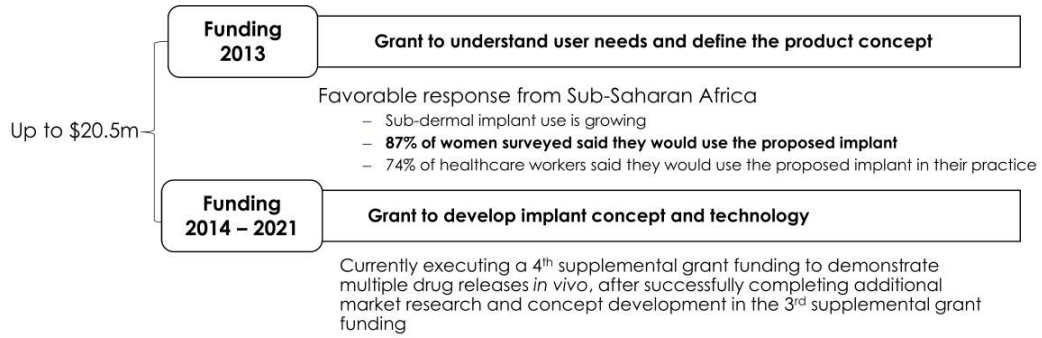 Funding
2013
Grant to understand user needs and define the product concept
Favorable response from Sub-Saharan Africa
– Sub-dermal implant use is growing
– 87% of women surveyed said they would use the proposed implant
– 74% of healthcare workers said they would use the proposed implant in their practice
Up to $20.5m
Funding
2014 – 2021
Grant to develop implant concept and technology
Currently executing a 4th supplemental grant funding to demonstrate
multiple drug releases in vivo, after successfully completing additional
market research and concept development in the 3rd supplemental grant
funding